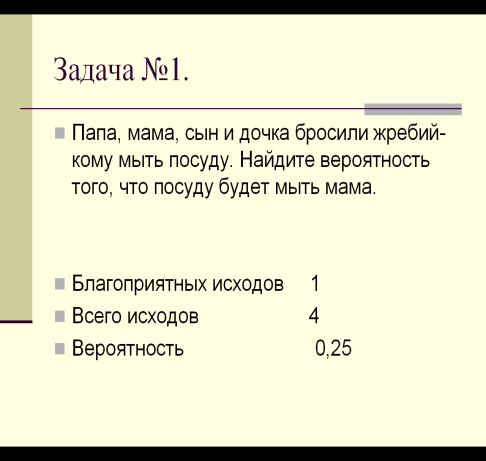 Задача №1.
Папа, мама, сын и дочка бросили жребий-
кому мыть посуду. Найдите вероятность
того, что посуду будет мыть мама.
Благоприятных исходов 1
Всего исходов 4
Вероятность 0,25